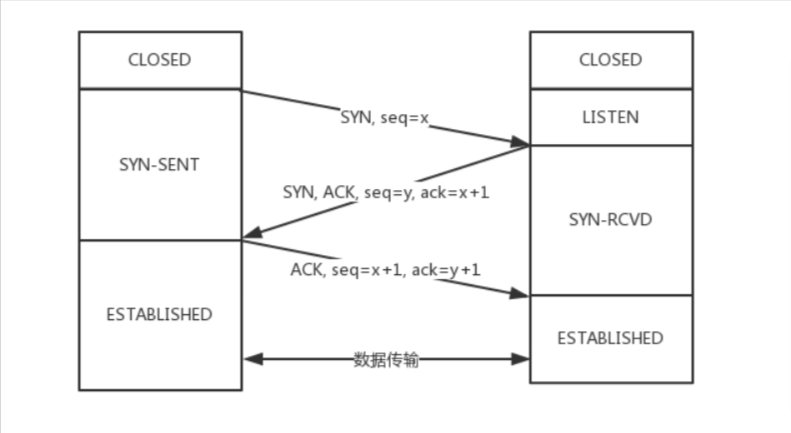 CLOSED
CLOSED
SYN, seq=x
LISTEN
SYN-SENT
SYN, ACK, seq=y, ack=x+1
SYN-RCVD
ACK, seq=x+1, ack=y+1
ESTABLISHED
ESTABLISHED
数据传输